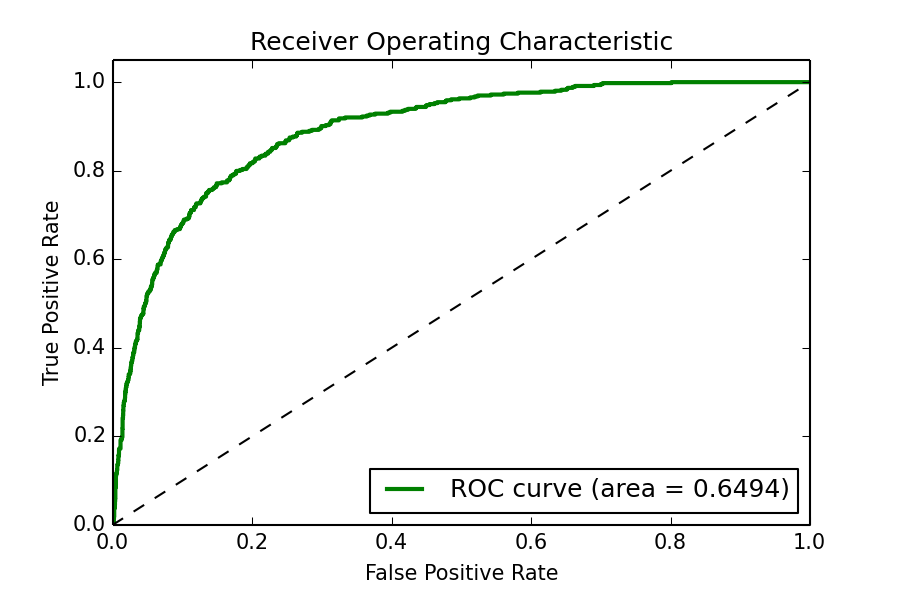 Receiver Operating Characteristic
1.0
0.8
0.6
0.4
0.2
0.0
True Positive Rate
ROC curve (area = 0.6494)
0.0 0.2 0.4 0.6 0.8 1.0
False Positive Rate